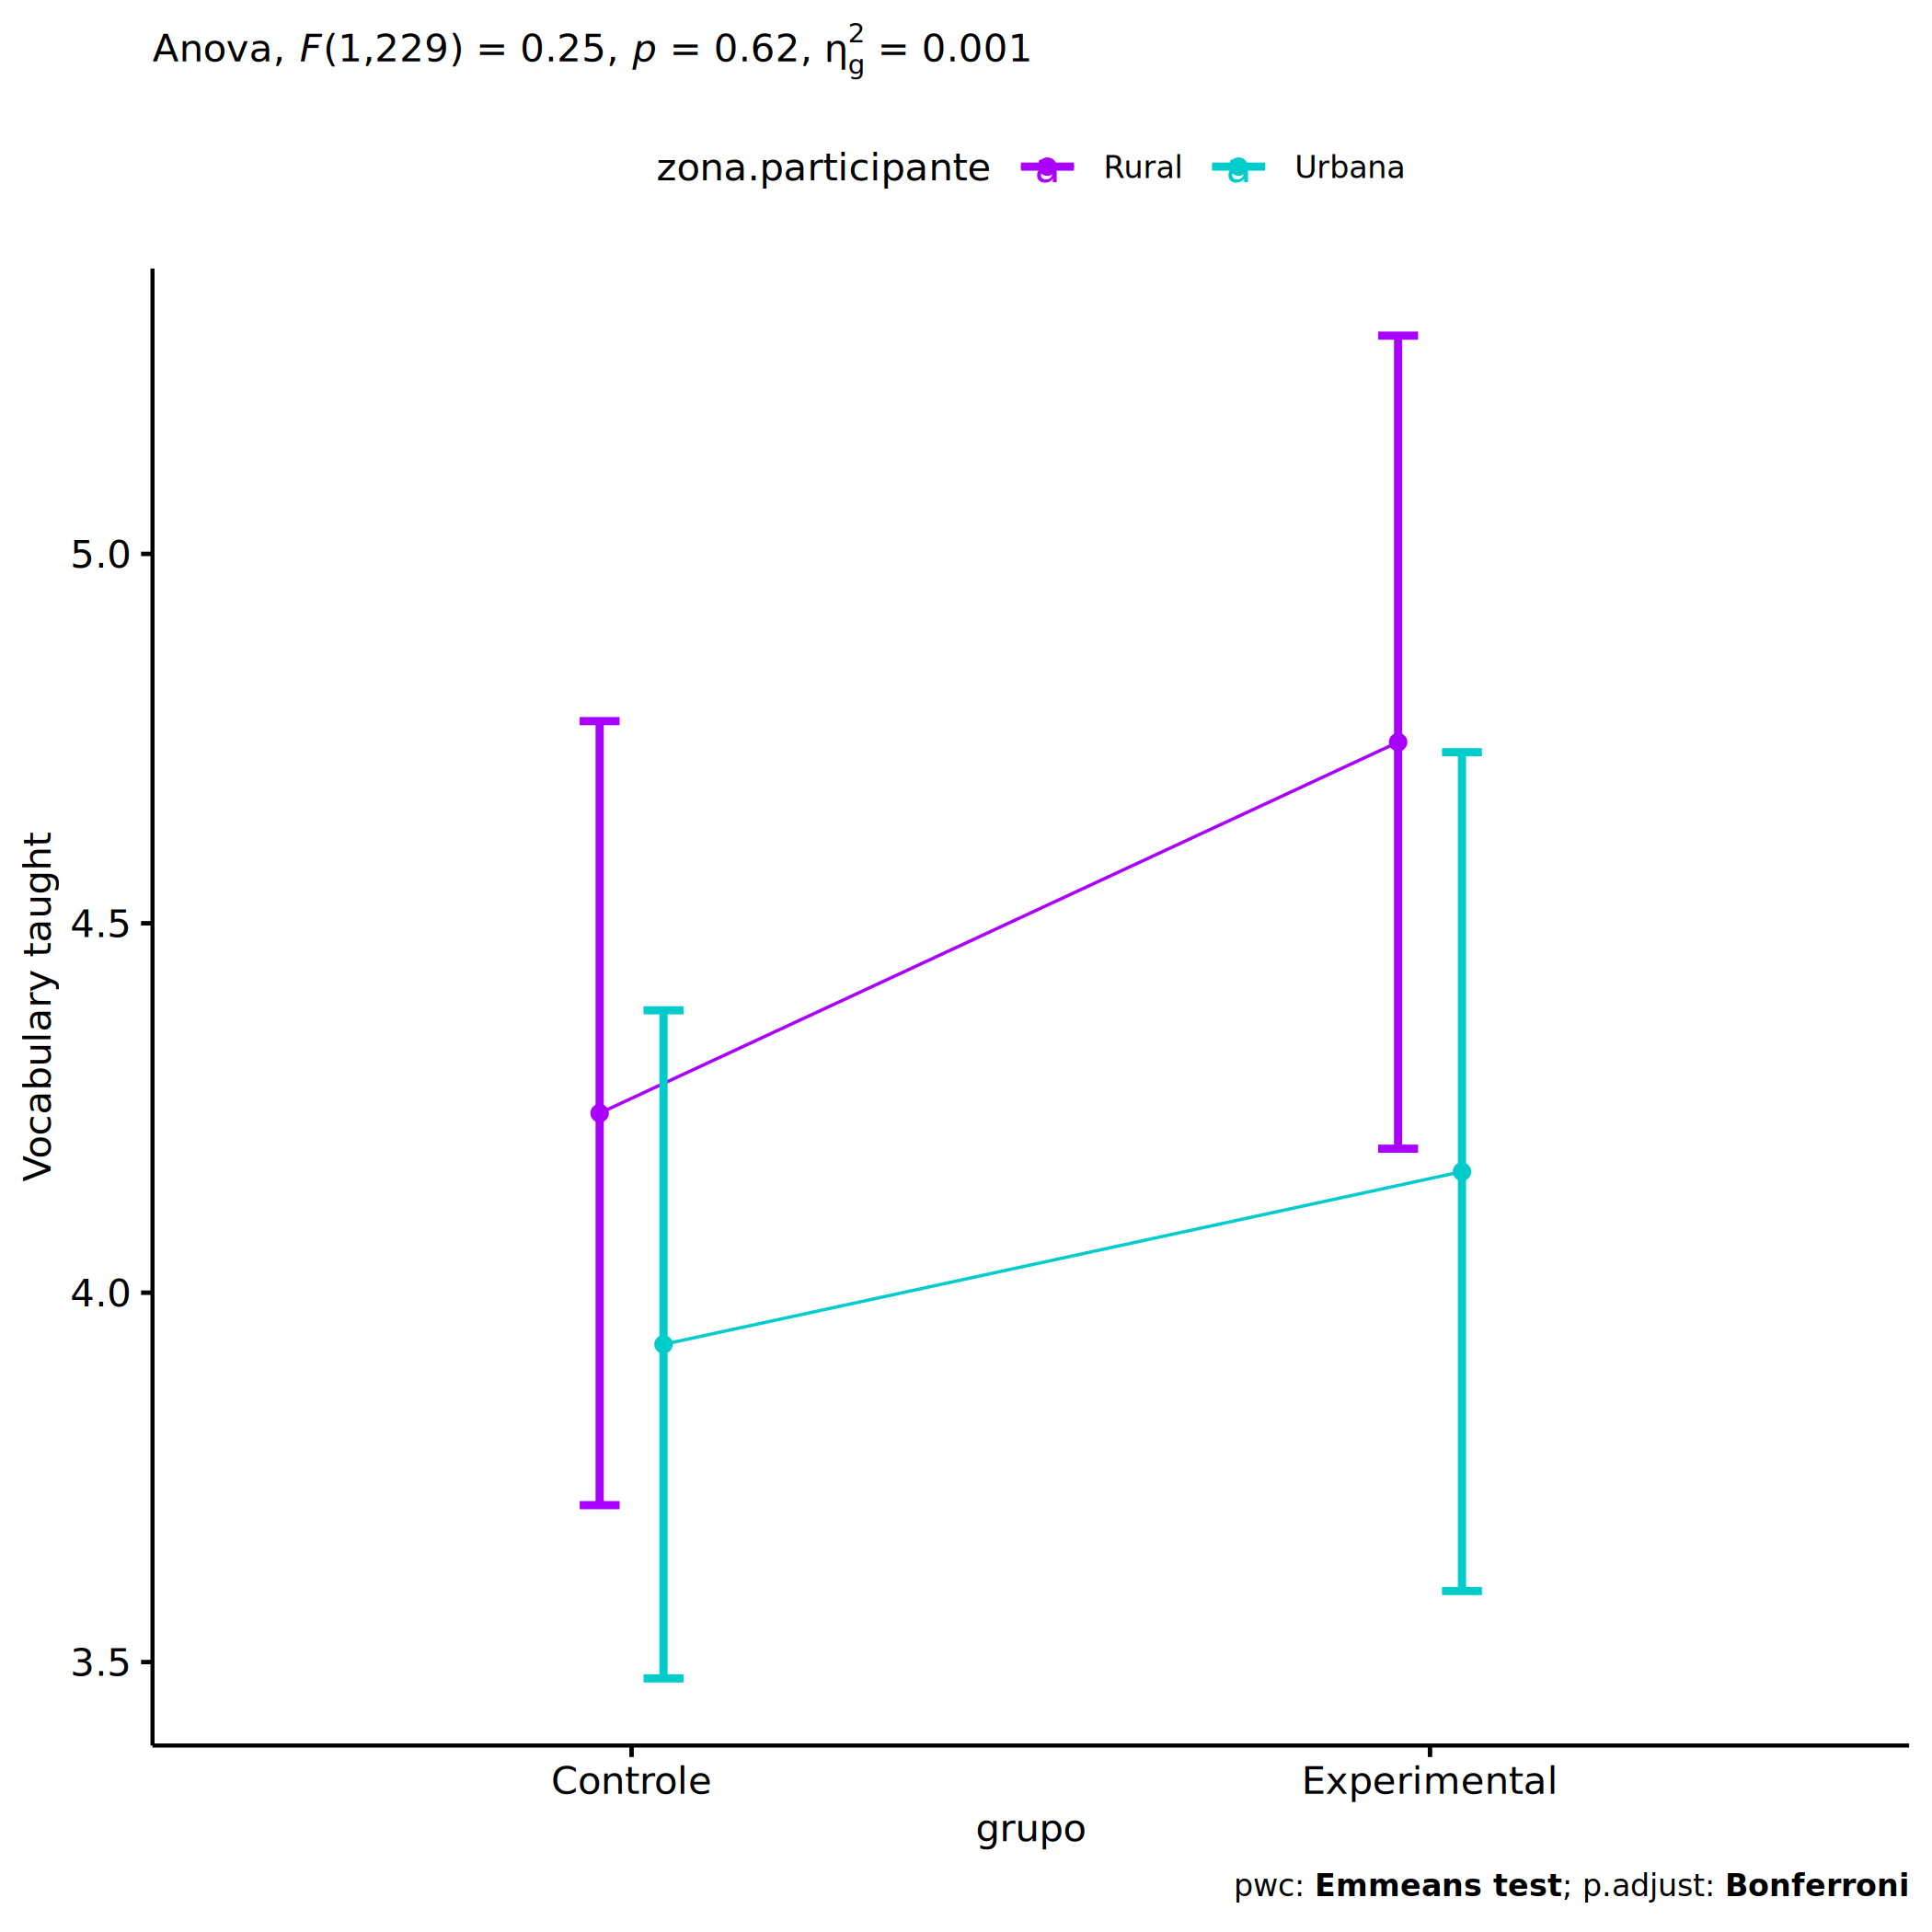 Anova, F(1,229) = 0.25, p = 0.62, η²g = 0.001
zona.participante a Rural a Urbana
5.0
4.5
4.0
3.5
Vocabulary taught
Controle Experimental
grupo
pwc: Emmeans test; p.adjust: Bonferroni